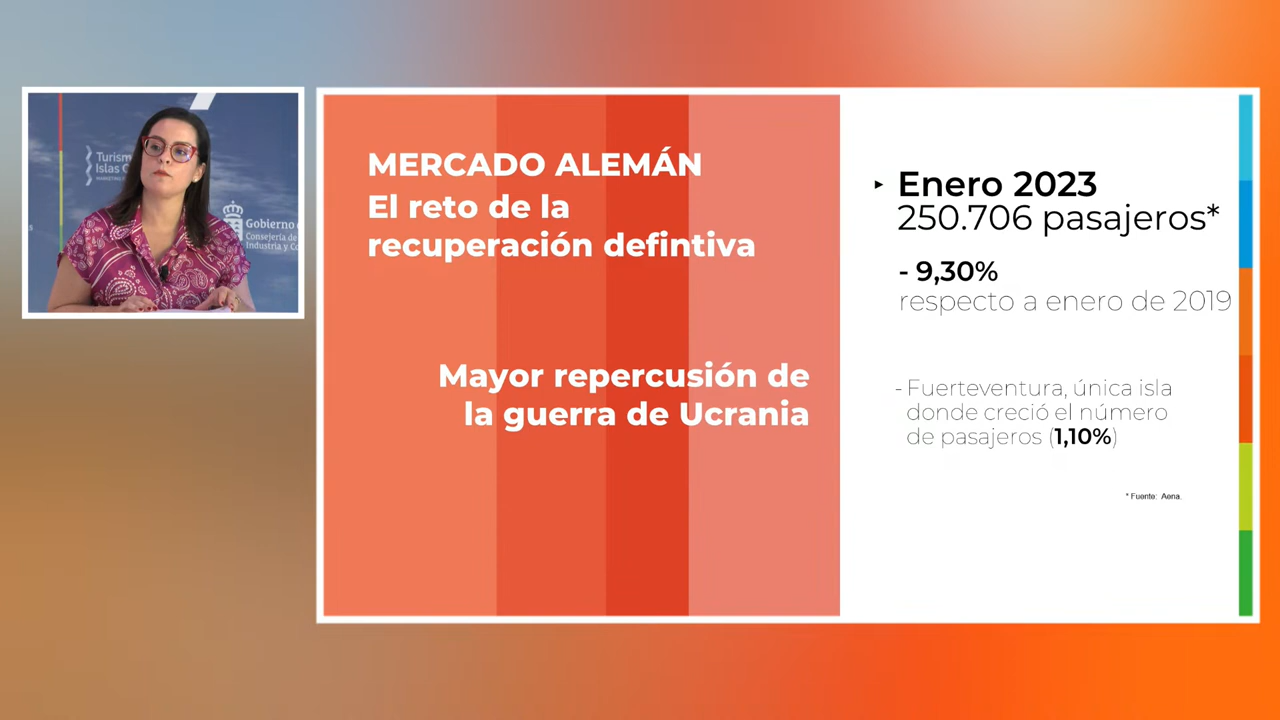 Turism
Islas C
Gobierno
Consejería de
Industria y Co
MERCADO ALEMÁN
El reto de la
recuperación defintiva
Mayor repercusión de
la guerra de Ucrania
▸ Enero 2023
250.706 pasajeros*
- 9,30%
respecto a enero de 2019
- Fuerteventura, única isla
donde creció el número
de pasajeros (1,10%)
* Fuente: Aena.